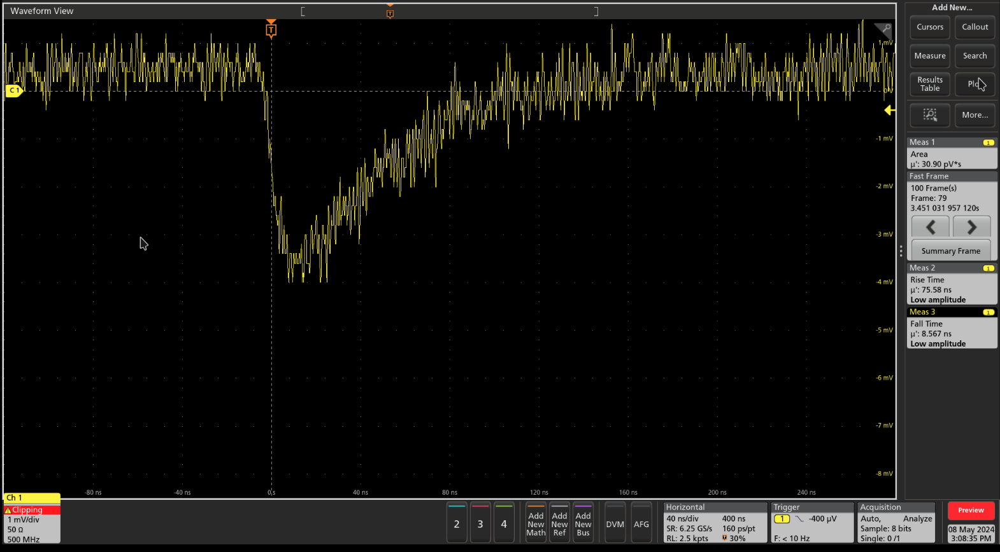 Waveform View
Add New...
Cursors
Callout
Measure
Search
Results
Table
More...
T
T
C 1
1 mV
0 V
-1 mV
-2 mV
-3 mV
-4 mV
-5 mV
-6 mV
-7 mV
-8 mV
-80 ns
-40 ns
0 s
40 ns
80 ns
120 ns
160 ns
200 ns
240 ns
Meas 1
1
Area
µ': 30.90 pV*s
Fast Frame
100 Frame(s)
Frame: 79
3.451 031 957 120s
Summary Frame
Meas 2
1
Rise Time
µ': 75.58 ns
Low amplitude
Meas 3
1
Fall Time
µ': 8.567 ns
Low amplitude
Ch 1
Clipping
1 mV/div
50 Ω
500 MHz
2
3
4
Add
New
Math
Add
New
Ref
Add
New
Bus
DVM
AFG
Horizontal
40 ns/div 400 ns
SR: 6.25 GS/s 160 ps/pt
RL: 2.5 kpts 30%
Trigger
1 -400 µV
F: < 10 Hz
Acquisition
Auto, Analyze
Sample: 8 bits
Single: 0 /1
Preview
08 May 2024
3:08:35 PM